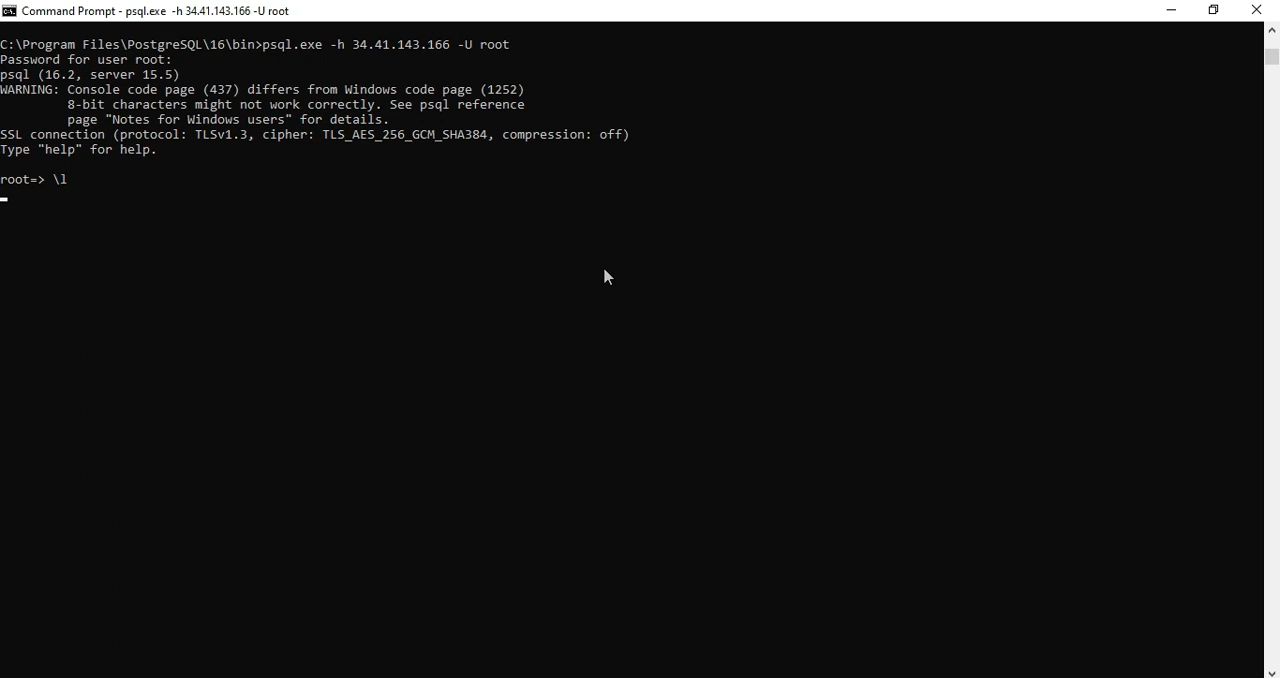 Command Prompt - psql.exe -h 34.41.143.166 -U root
C:\Program Files\PostgreSQL\16\bin>psql.exe -h 34.41.143.166 -U root
Password for user root:
psql (16.2, server 15.5)
WARNING: Console code page (437) differs from Windows code page (1252)
         8-bit characters might not work correctly. See psql reference
         page "Notes for Windows users" for details.
SSL connection (protocol: TLSv1.3, cipher: TLS_AES_256_GCM_SHA384, compression: off)
Type "help" for help.
root=> \l